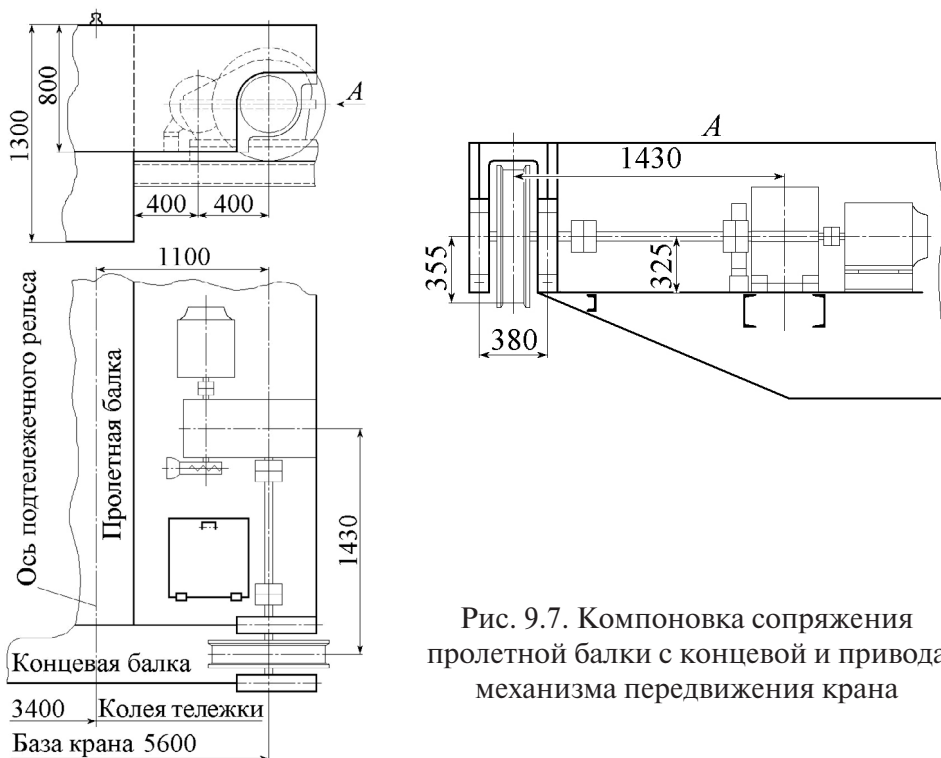 800
1300
А
400
400
А
1430
355
325
380
1100
Ось подтележечного рельса
Пролетная балка
1430
Концевая балка
3400 Колея тележки
База крана 5600
Рис. 9.7. Компоновка сопряжения
пролетной балки с концевой и привода
механизма передвижения крана